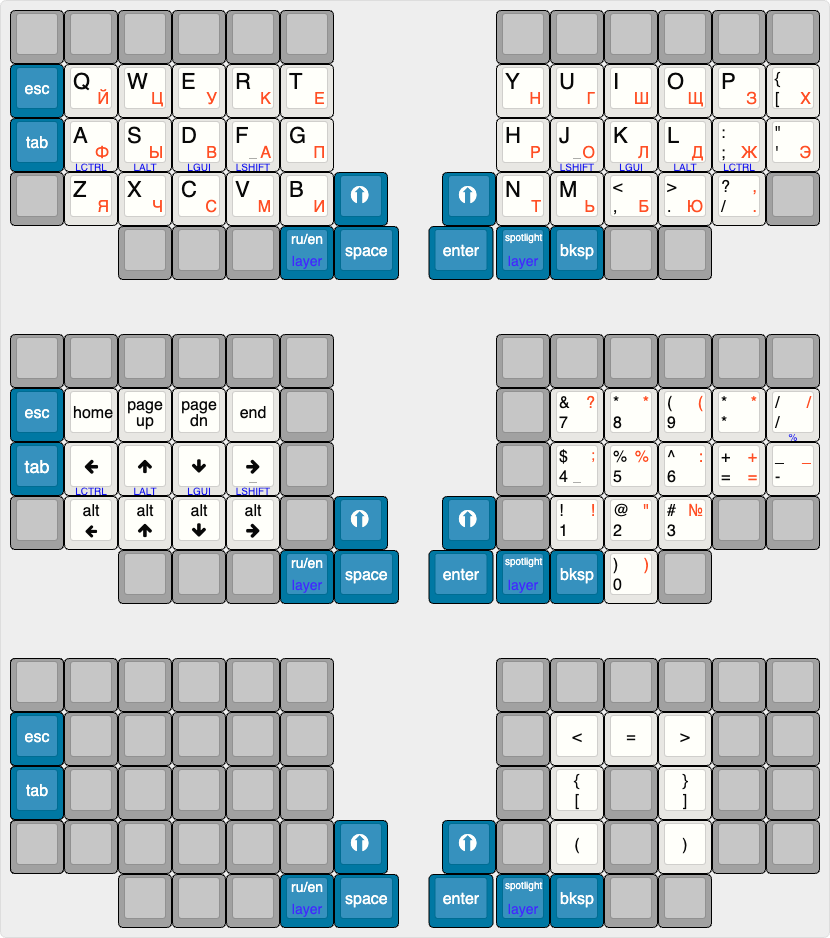 esc Q Й W Ц E У R К T Е Y Н U Г I Ш O Щ P З { [ Х
tab A Ф S Ы D В F _ А G П H Р J _ О K Л L Д : ; Ж " ' Э
LCTRL LALT LGUI LSHIFT LSHIFT LGUI LALT LCTRL
Z Я X Ч C С V М B И N Т M Ь < , Б > . Ю ? , / .
ru/en layer space enter spotlight layer bksp
esc home page up page dn end & ? 7 * * 8 ( ( 9 * * * / / /
%
tab ← ↑ ↓ → _ $ ; 4 _ % % 5 ^ : 6 + + = = _ _ -
LCTRL LALT LGUI LSHIFT
alt ← alt ↑ alt ↓ alt → ! ! 1 @ " 2 # № 3
ru/en layer space enter spotlight layer bksp ) ) 0
esc < = >
tab { [ } ]
( )
ru/en layer space enter spotlight layer bksp